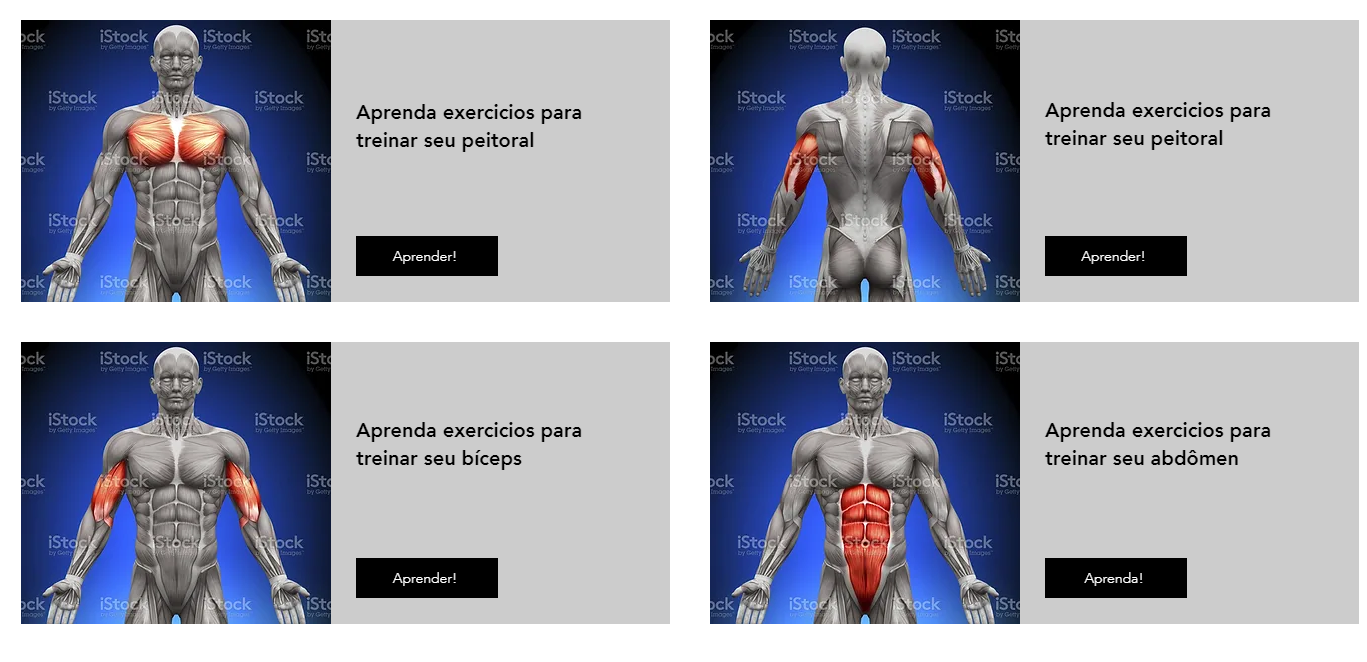 iStock
by Getty Images
Aprenda exercicios para
treinar seu peitoral
Aprender!
iStock
by Getty Images
Aprenda exercicios para
treinar seu peitoral
Aprender!
iStock
by Getty Images
Aprenda exercicios para
treinar seu bíceps
Aprender!
iStock
by Getty Images
Aprenda exercicios para
treinar seu abdômen
Aprenda!